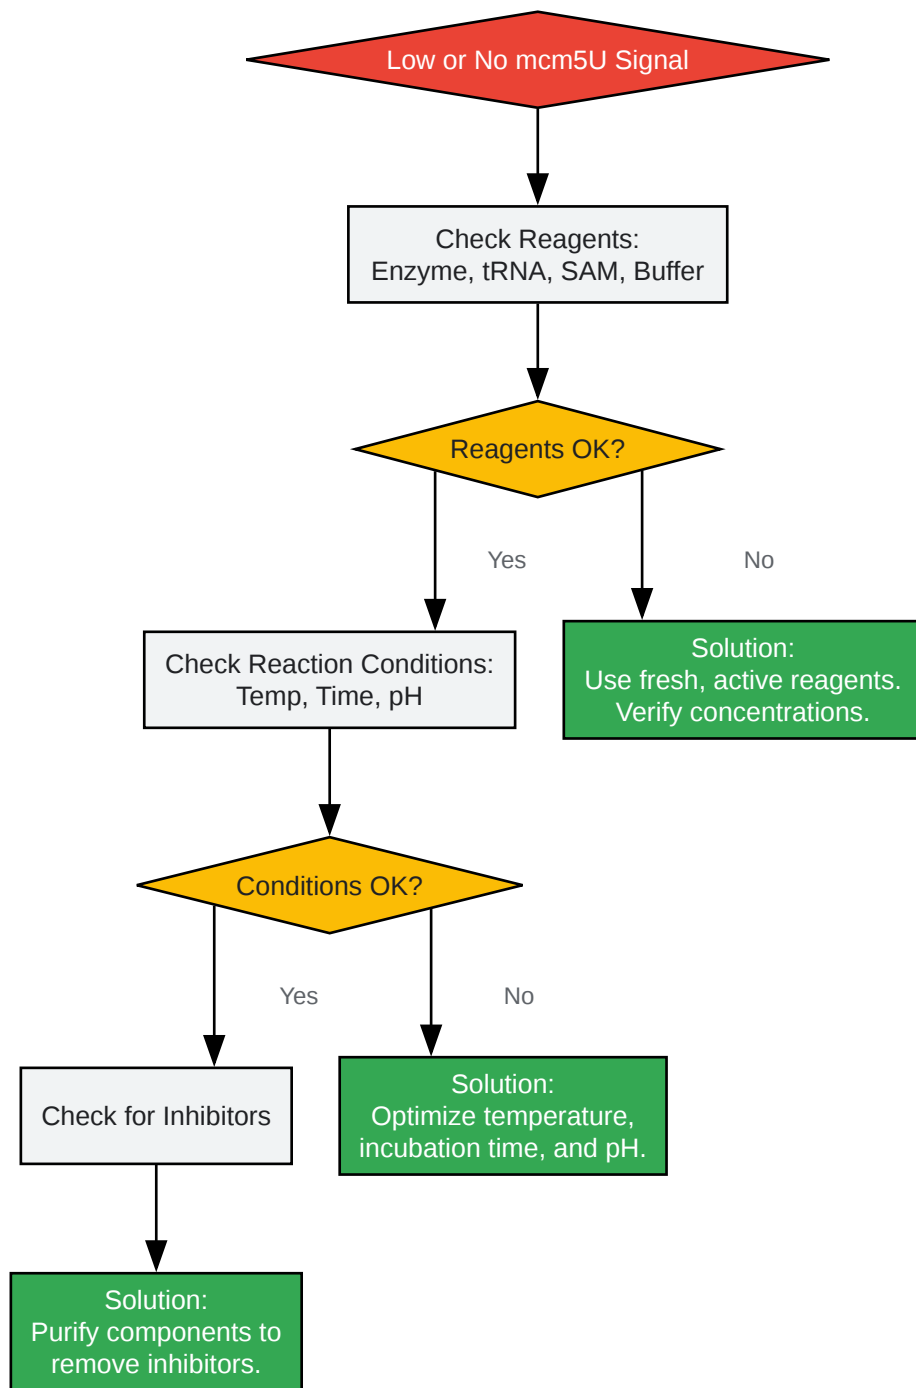 Low or No mcm5U Signal
Check Reagents:
Enzyme, tRNA, SAM, Buffer
Reagents OK?
Yes
No
Check Reaction Conditions:
Temp, Time, pH
Solution:
Use fresh, active reagents.
Verify concentrations.
Conditions OK?
Yes
No
Check for Inhibitors
Solution:
Optimize temperature,
incubation time, and pH.
Solution:
Purify components to
remove inhibitors.